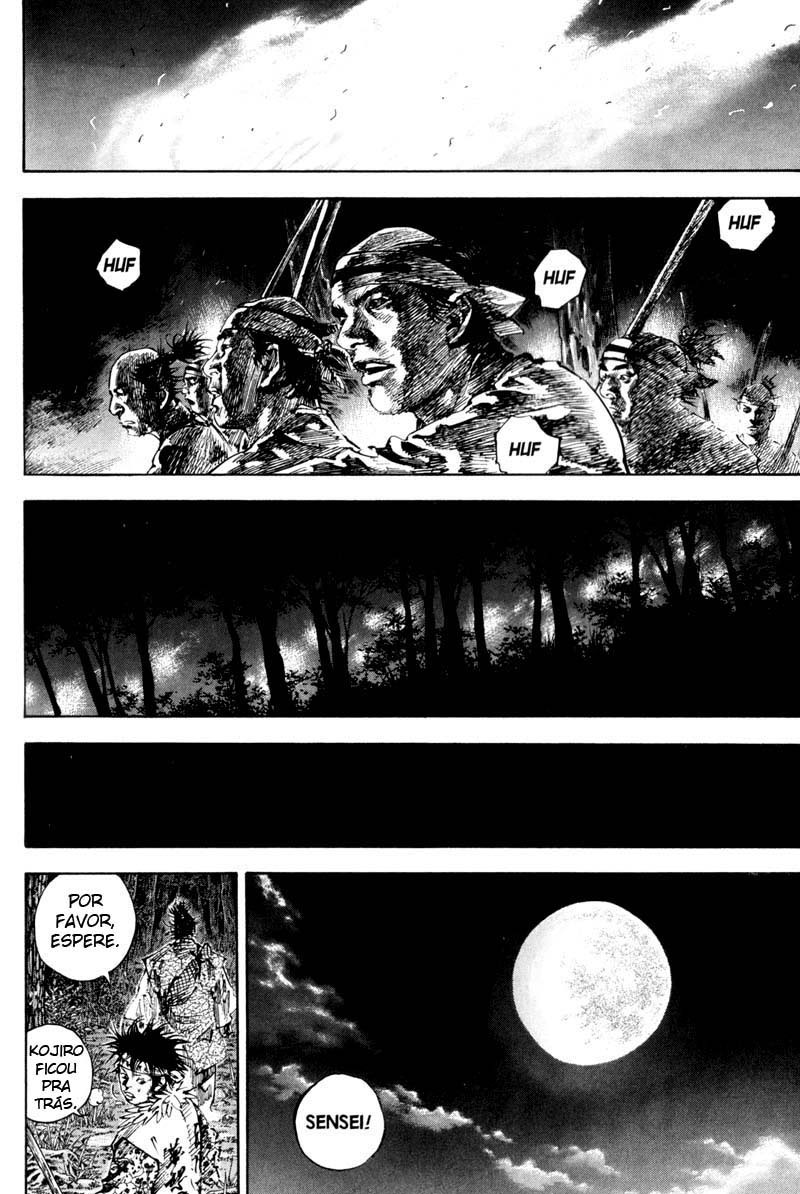 HUF
HUF
HUF
HUF
SENSEI!
POR
FAVOR,
ESPERE.
KOJIRO
FICOU
PRA
TRÁS.